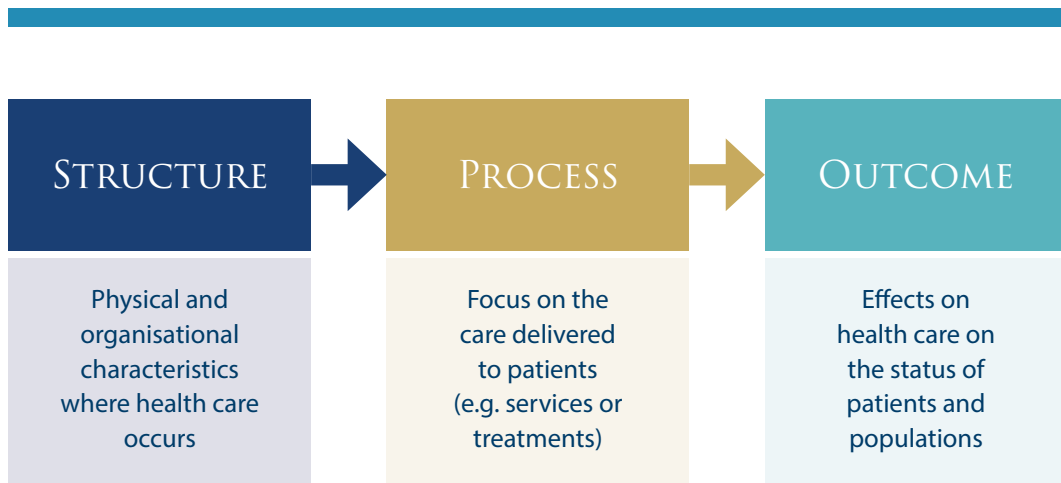 STRUCTURE
Physical and
organisational
characteristics
where health care
occurs
PROCESS
Focus on the
care delivered
to patients
(e.g. services or
treatments)
OUTCOME
Effects on
health care on
the status of
patients and
populations